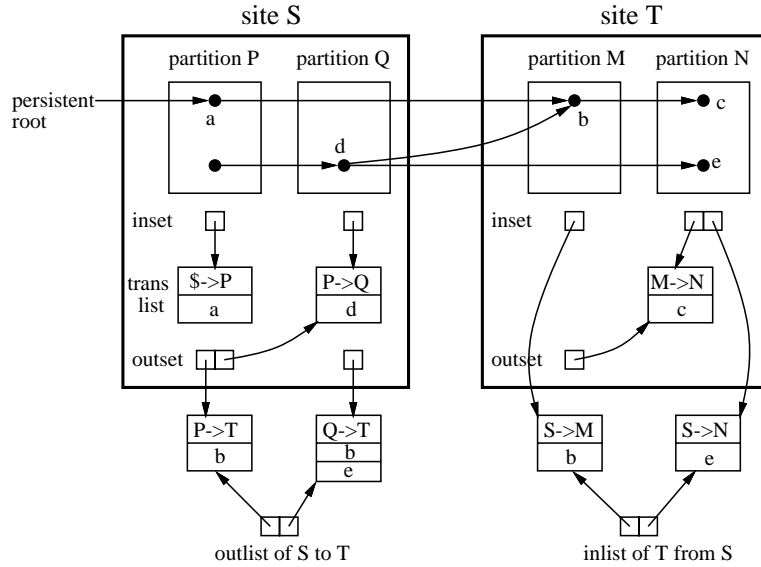 site S site T
partition P partition Q partition M partition N
persistent root
a b c
d e
inset inset
trans list
$->P P->Q M->N
a d c
outset outset
P->T Q->T S->M S->N
b b b e
e
outlist of S to T inlist of T from S